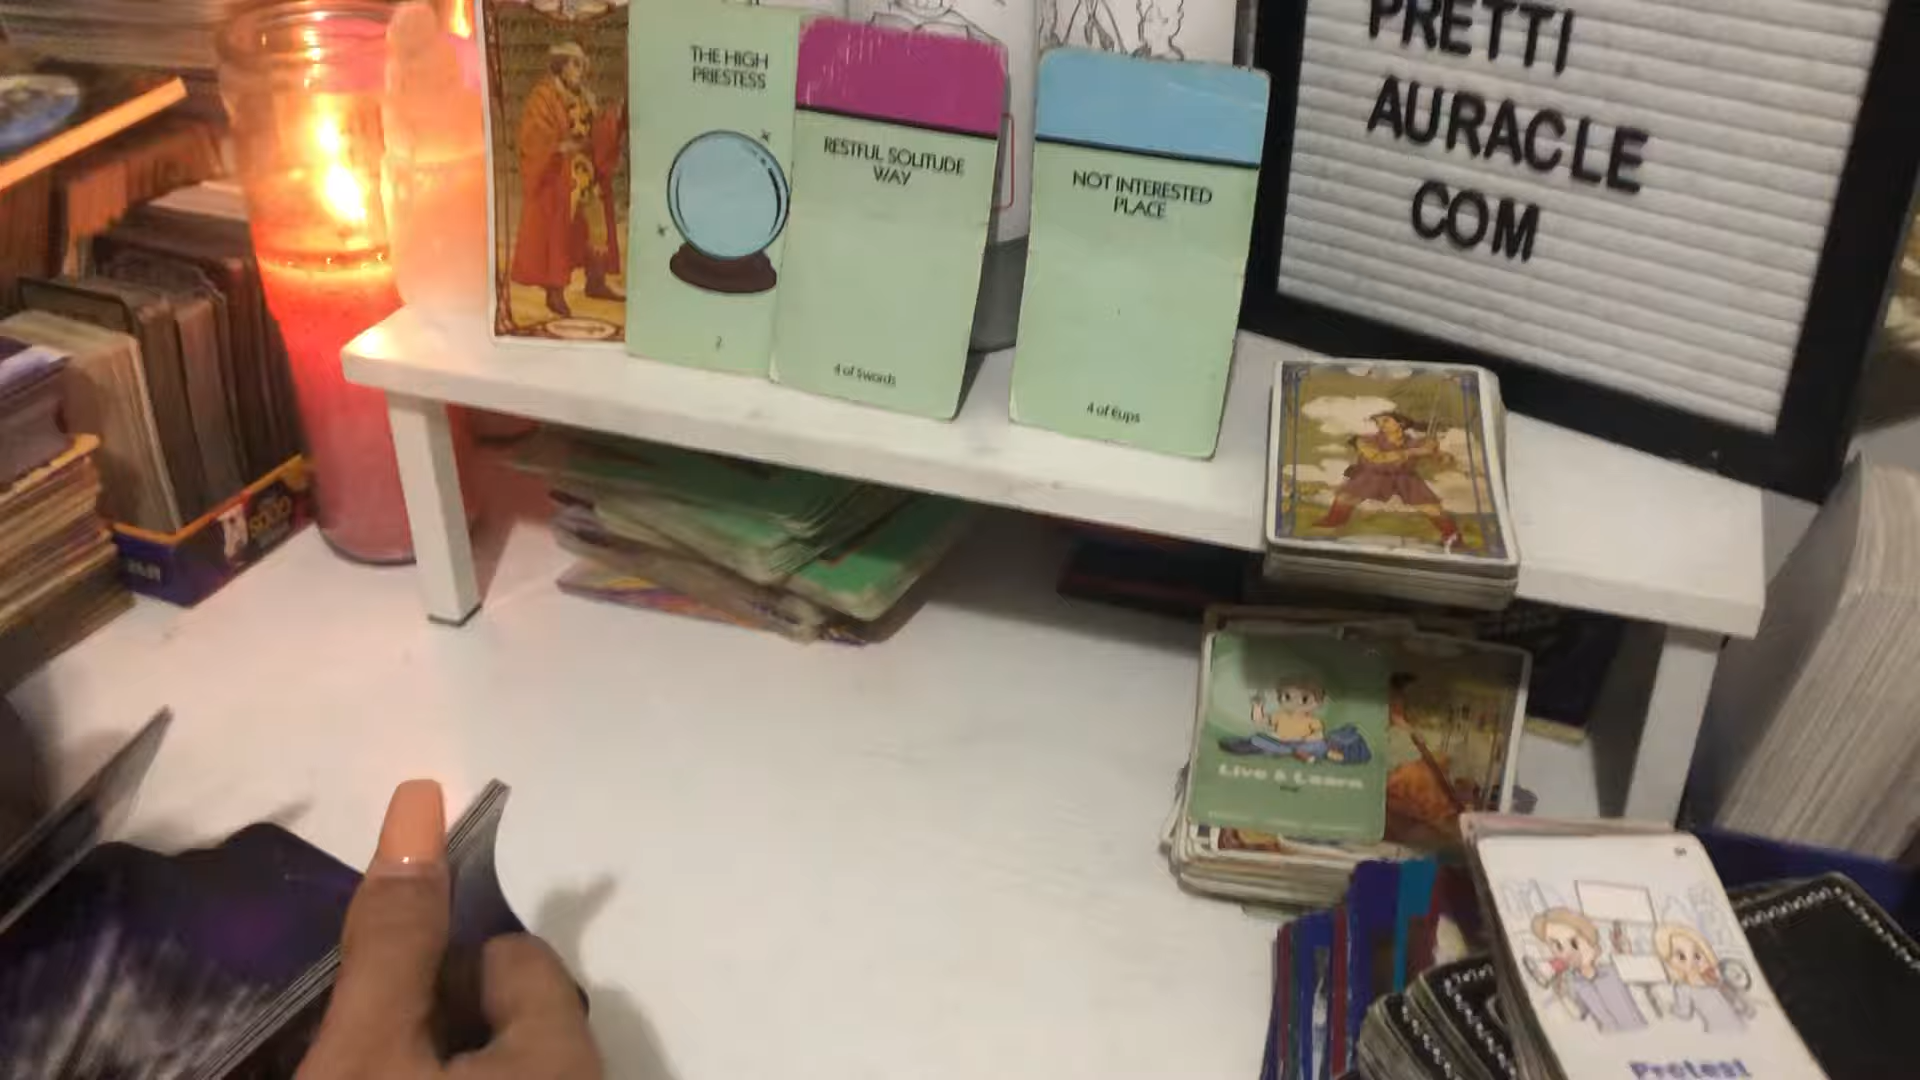 PRETTI
AURACLE
COM
THE HIGH
PRIESTESS
2
RESTFUL SOLITUDE
WAY
4 of Swords
NOT INTERESTED
PLACE
4 of Cups
Live & Learn
Protest